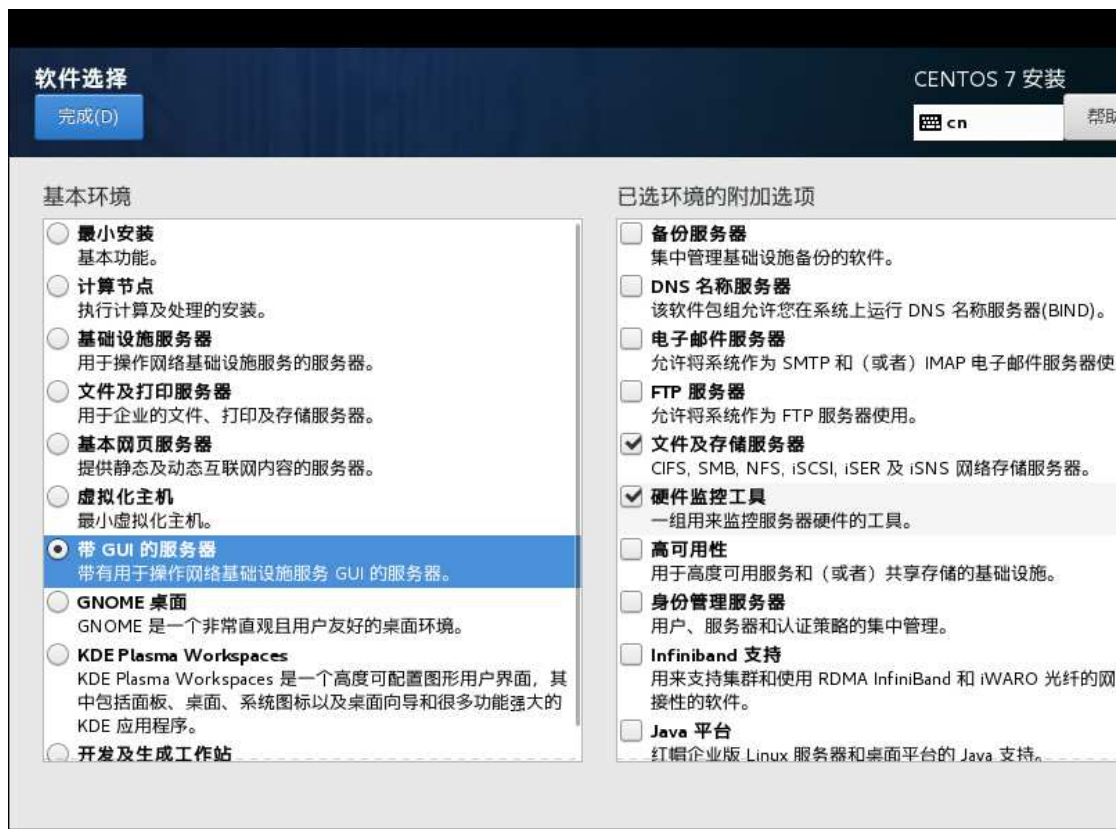 软件选择
完成(D)
CENTOS 7 安装
cn
帮助
基本环境
最小安装
基本功能。
计算节点
执行计算及处理的安装。
基础设施服务器
用于操作网络基础设施服务的服务器。
文件及打印服务器
用于企业的文件、打印及存储服务器。
基本网页服务器
提供静态及动态互联网内容的服务器。
虚拟化主机
最小虚拟化主机。
带 GUI 的服务器
带有用于操作网络基础设施服务 GUI 的服务器。
GNOME 桌面
GNOME 是一个非常直观且用户友好的桌面环境。
KDE Plasma Workspaces
KDE Plasma Workspaces 是一个高度可配置图形用户界面，其
中包括面板、桌面、系统图标以及桌面向导和很多功能强大的
KDE 应用程序。
开发及生成工作站
已选环境的附加选项
备份服务器
集中管理基础设施备份的软件。
DNS 名称服务器
该软件包组允许您在系统上运行 DNS 名称服务器(BIND)。
电子邮件服务器
允许将系统作为 SMTP 和（或者）IMAP 电子邮件服务器使
FTP 服务器
允许将系统作为 FTP 服务器使用。
文件及存储服务器
CIFS, SMB, NFS, iSCSI, iSER 及 iSNS 网络存储服务器。
硬件监控工具
一组用来监控服务器硬件的工具。
高可用性
用于高度可用服务和（或者）共享存储的基础设施。
身份管理服务器
用户、服务器和认证策略的集中管理。
Infiniband 支持
用来支持集群和使用 RDMA InfiniBand 和 iWARO 光纤的网
接性的软件。
Java 平台
红帽企业版 Linux 服务器和桌面平台的 Java 支持。